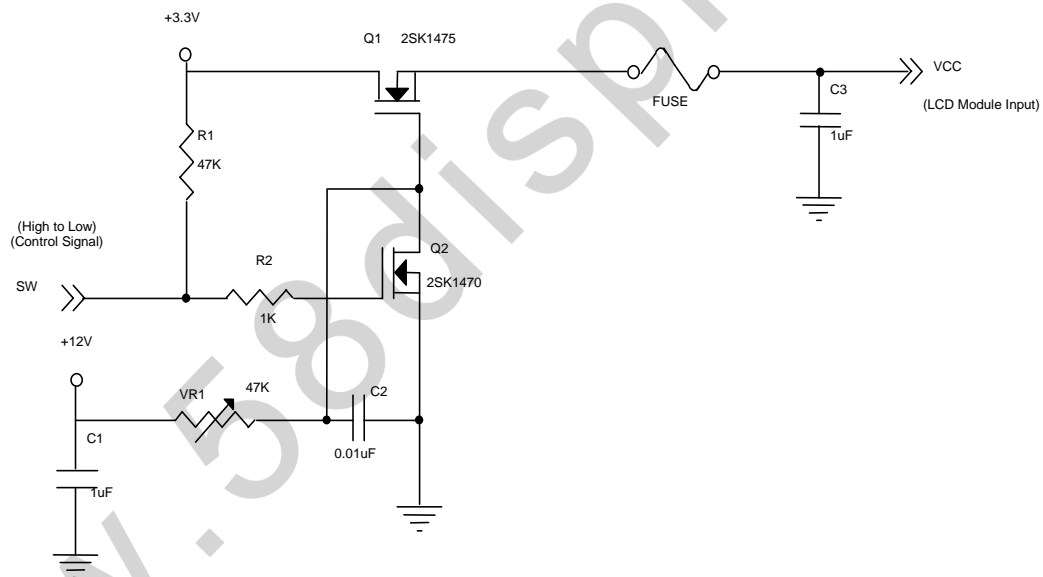 +3.3V
Q1 2SK1475
VCC
FUSE
C3
(LCD Module Input)
R1
1uF
47K
(High to Low)
(Control Signal)
Q2
R2
SW
2SK1470
1K
+12V
VR1
47K
C2
C1
0.01uF
1uF
w.58displ